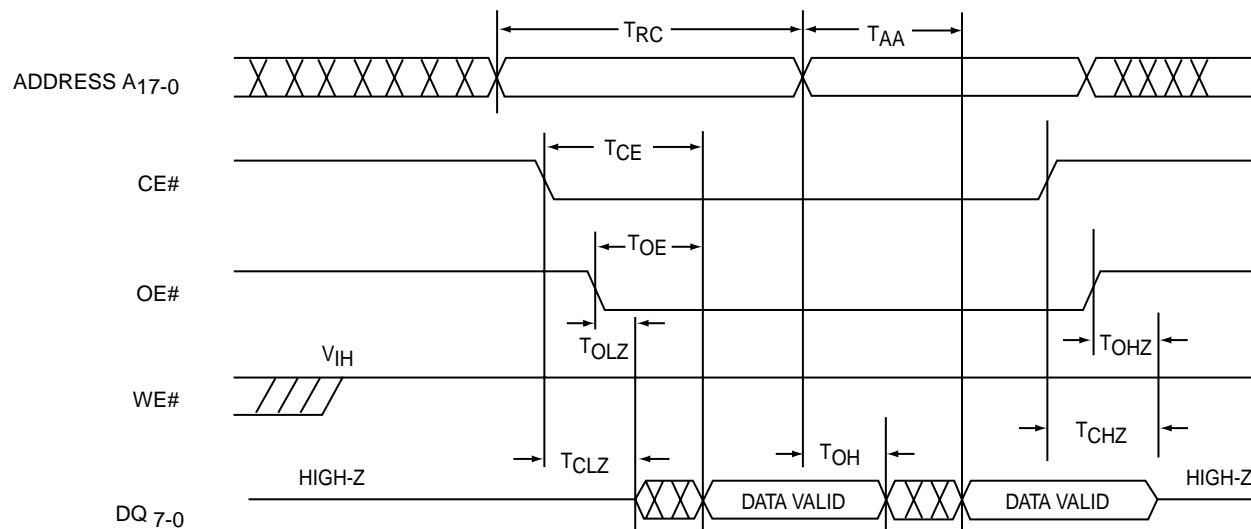 TRC
TAA
ADDRESS A17-0
TCE
CE#
TOE
OE#
TOLZ
TOHZ
VIH
WE#
TCLZ
TOH
TCHZ
HIGH-Z
HIGH-Z
DATA VALID
DATA VALID
DQ 7-0